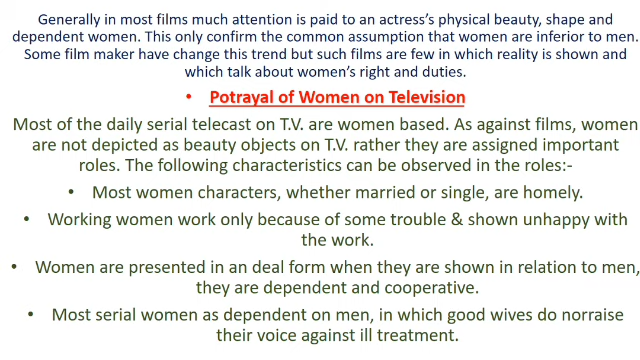 Generally in most films much attention is paid to an actress's physical beauty, shape and
dependent women. This only confirm the common assumption that women are inferior to men.
Some film maker have change this trend but such films are few in which reality is shown and
which talk about women's right and duties.
• Potrayal of Women on Television
Most of the daily serial telecast on T.V. are women based. As against films, women
are not depicted as beauty objects on T.V. rather they are assigned important
roles. The following characteristics can be observed in the roles:-
• Most women characters, whether married or single, are homely.
• Working women work only because of some trouble & shown unhappy with
the work.
• Women are presented in an deal form when they are shown in relation to men,
they are dependent and cooperative.
• Most serial women as dependent on men, in which good wives do norraise
their voice against ill treatment.